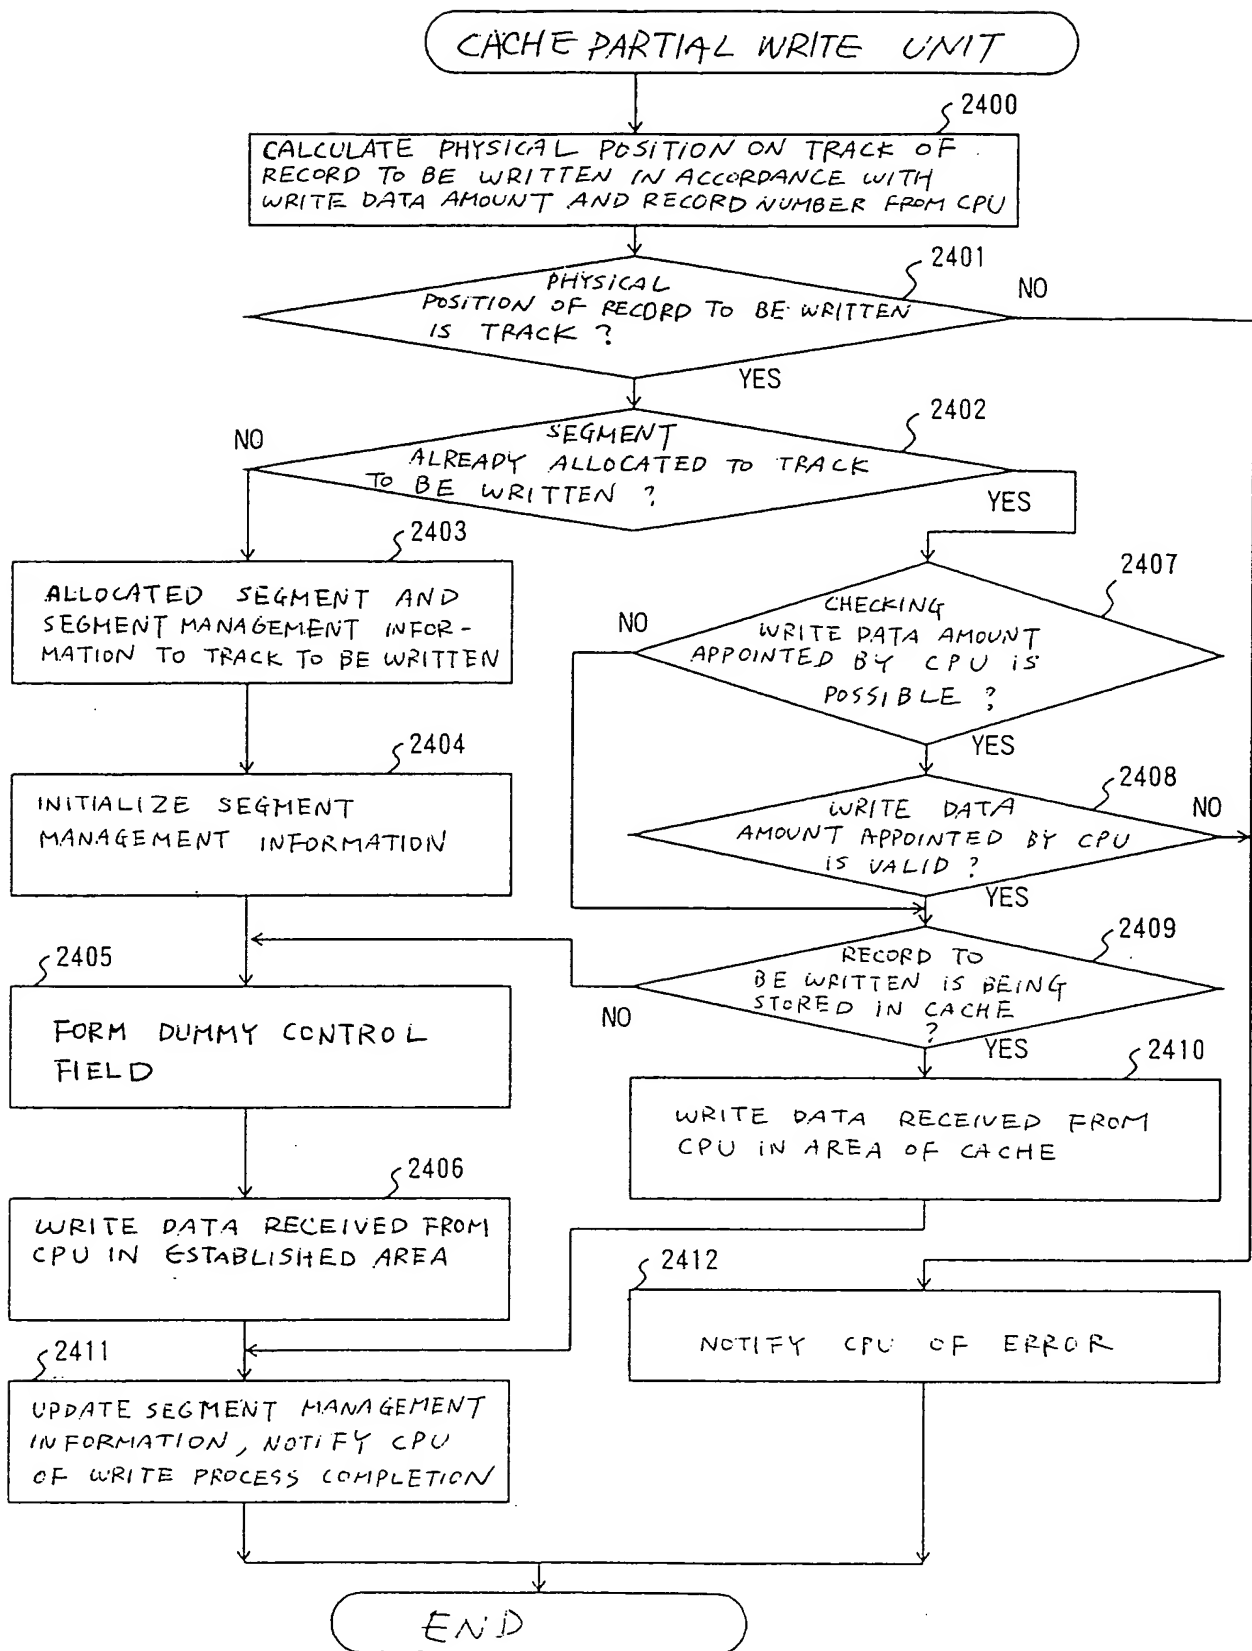 CACHE PARTIAL WRITE UNIT
2400
CALCULATE PHYSICAL POSITION ON TRACK OF
RECORD TO BE WRITTEN IN ACCORDANCE WITH
WRITE DATA AMOUNT AND RECORD NUMBER FROM CPU
2401
PHYSICAL
POSITION OF RECORD TO BE WRITTEN
IS TRACK ?
NO
YES
2402
SEGMENT
ALREADY ALLOCATED TO TRACK
TO BE WRITTEN ?
NO
YES
2403
ALLOCATED SEGMENT AND
SEGMENT MANAGEMENT INFOR-
MATION TO TRACK TO BE WRITTEN
2407
CHECKING
WRITE DATA AMOUNT
APPOINTED BY CPU IS
POSSIBLE ?
NO
YES
2404
INITIALIZE SEGMENT
MANAGEMENT INFORMATION
2408
WRITE DATA
AMOUNT APPOINTED BY CPU
IS VALID ?
NO
YES
2405
FORM DUMMY CONTROL
FIELD
2409
RECORD TO
BE WRITTEN IS BEING
STORED IN CACHE
?
NO
YES
2410
WRITE DATA RECEIVED FROM
CPU IN AREA OF CACHE
2406
WRITE DATA RECEIVED FROM
CPU IN ESTABLISHED AREA
2412
NOTIFY CPU OF ERROR
2411
UPDATE SEGMENT MANAGEMENT
INFORMATION, NOTIFY CPU
OF WRITE PROCESS COMPLETION
END